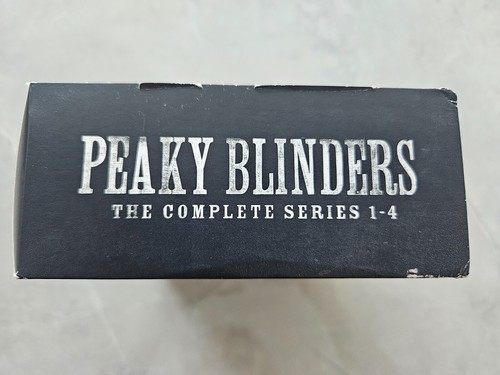 PEAKY BLINDERS
THE COMPLETE SERIES 1-4